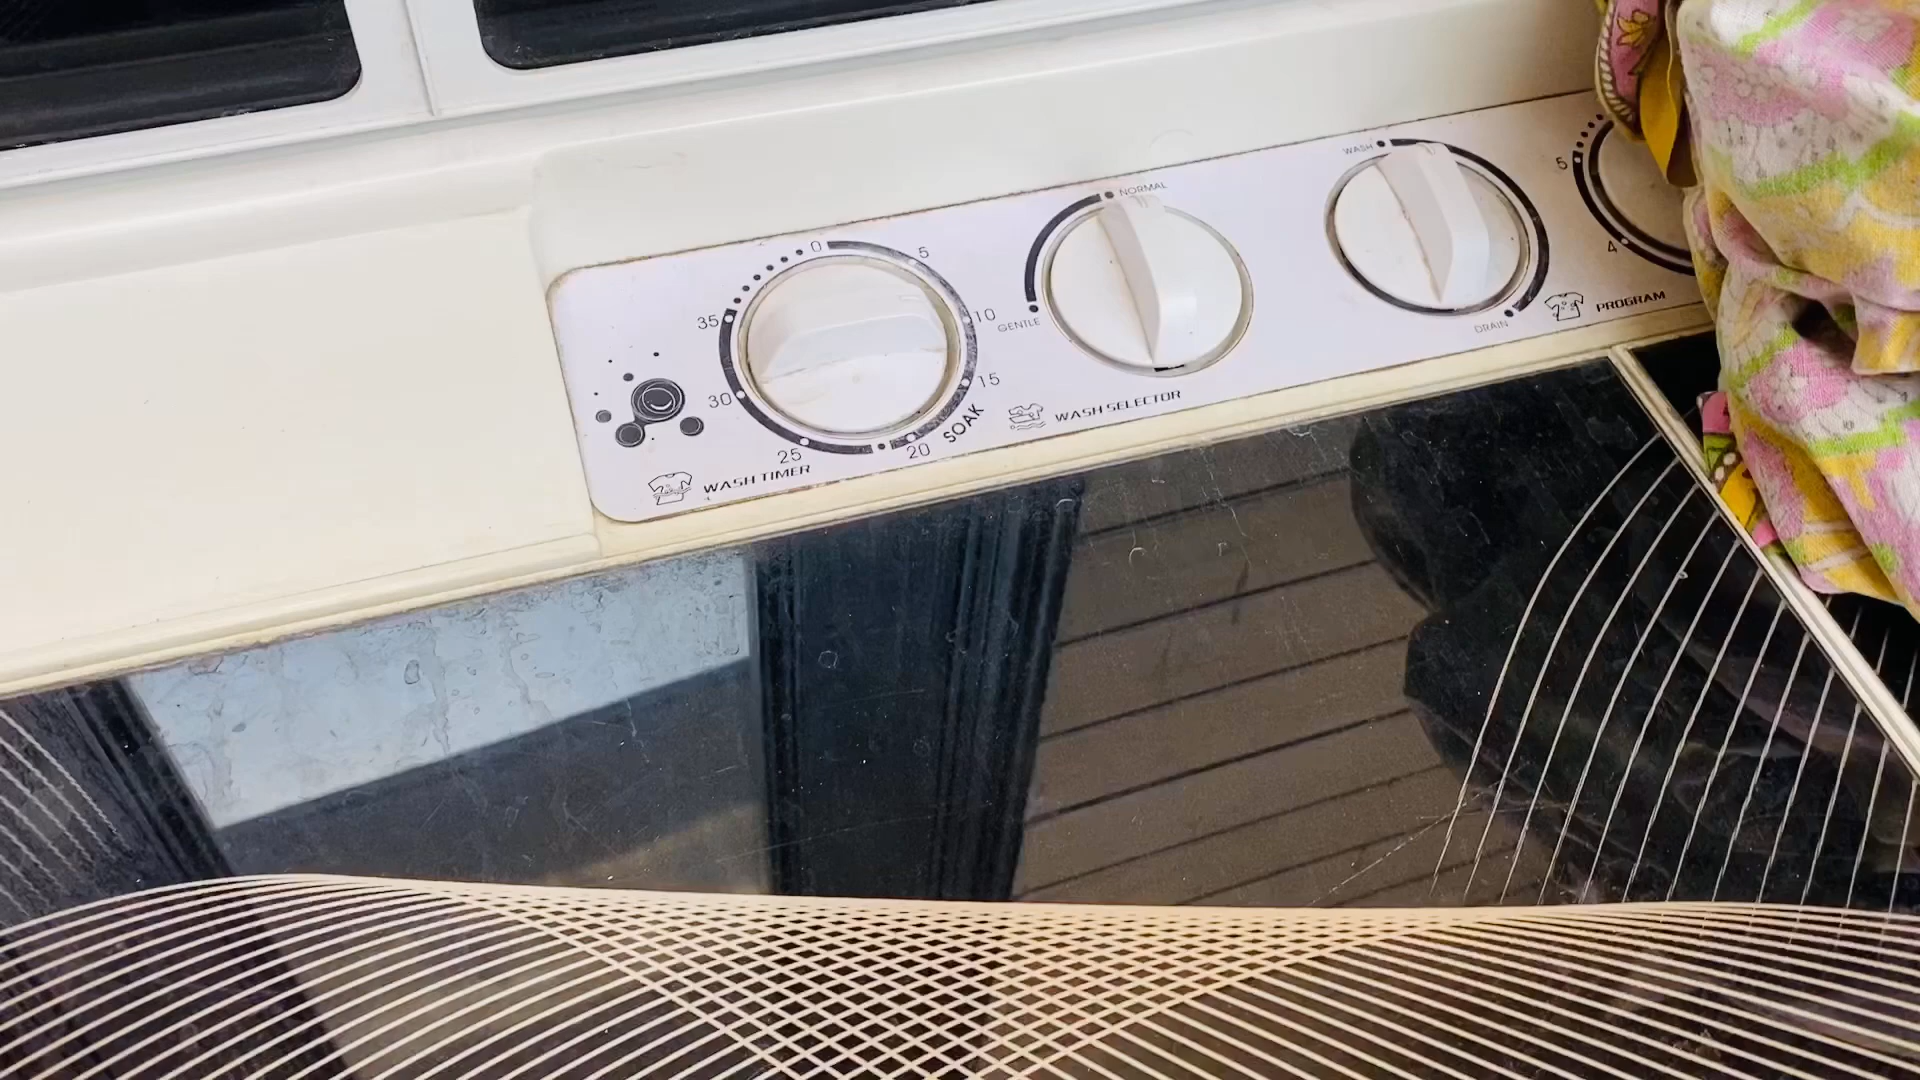 0
5
10
15
20
25
30
35
SOAK
WASH TIMER
NORMAL
GENTLE
WASH SELECTOR
WASH
DRAIN
PROGRAM
5
4